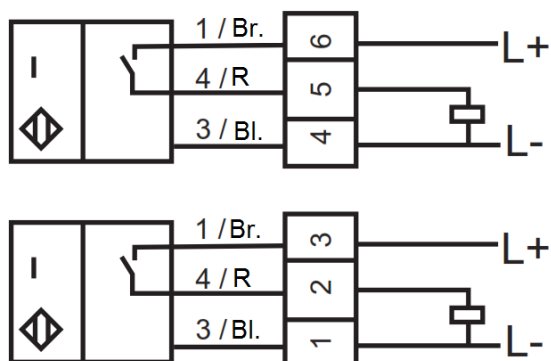 I
1 / Br.
6
L+
4 / R
5
3 / Bl.
4
L-
I
1 / Br.
3
L+
4 / R
2
3 / Bl.
1
L-